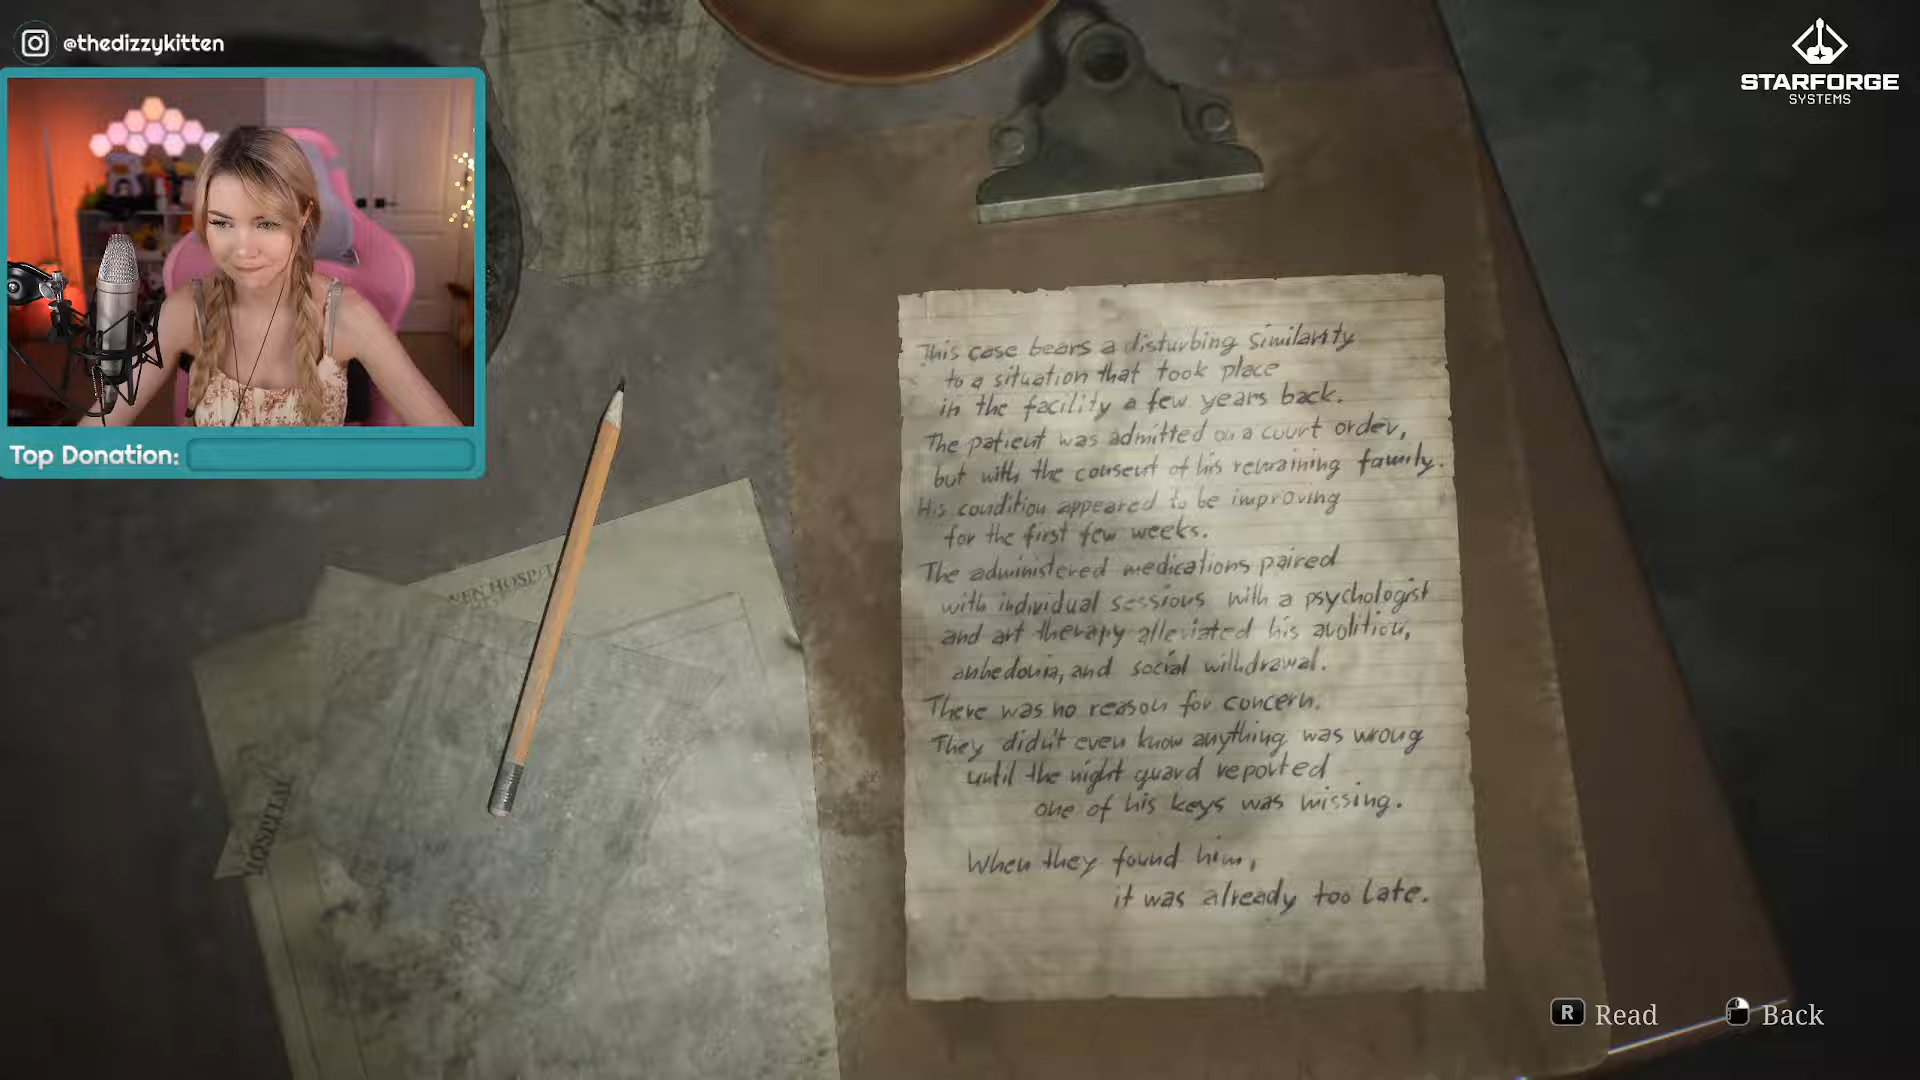 @thedizzykitten
STARFORGE
SYSTEMS
Top Donation:
HOSPITAL
This case bears a disturbing similarity
to a situation that took place
in the facility a few years back.
The patient was admitted on a court order,
but with the consent of his remaining family.
His condition appeared to be improving
for the first few weeks.
The administered medications paired
with individual sessions with a psychologist
and art therapy alleviated his avolition,
anhedonia, and social withdrawal.
There was no reason for concern.
They didn't even know anything was wrong
until the night guard reported
one of his keys was missing.
When they found him,
it was already too late.
R Read
Back